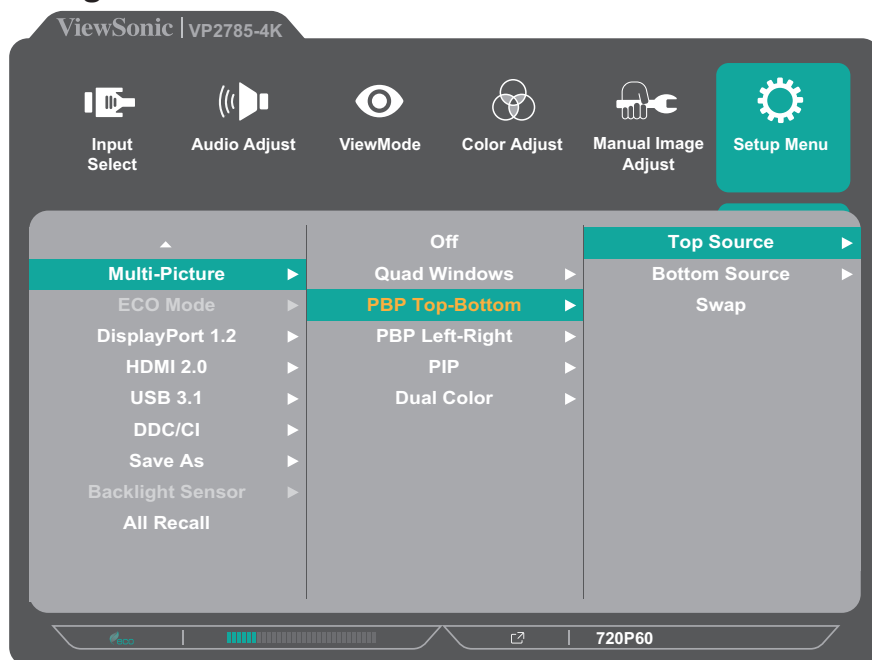 ViewSonic | VP2785-4K
Input Select
Audio Adjust
ViewMode
Color Adjust
Manual Image Adjust
Setup Menu
Multi-Picture
ECO Mode
DisplayPort 1.2
HDMI 2.0
USB 3.1
DDC/CI
Save As
Backlight Sensor
All Recall
Off
Quad Windows
PBP Top-Bottom
PBP Left-Right
PIP
Dual Color
Top Source
Bottom Source
Swap
eco
720P60